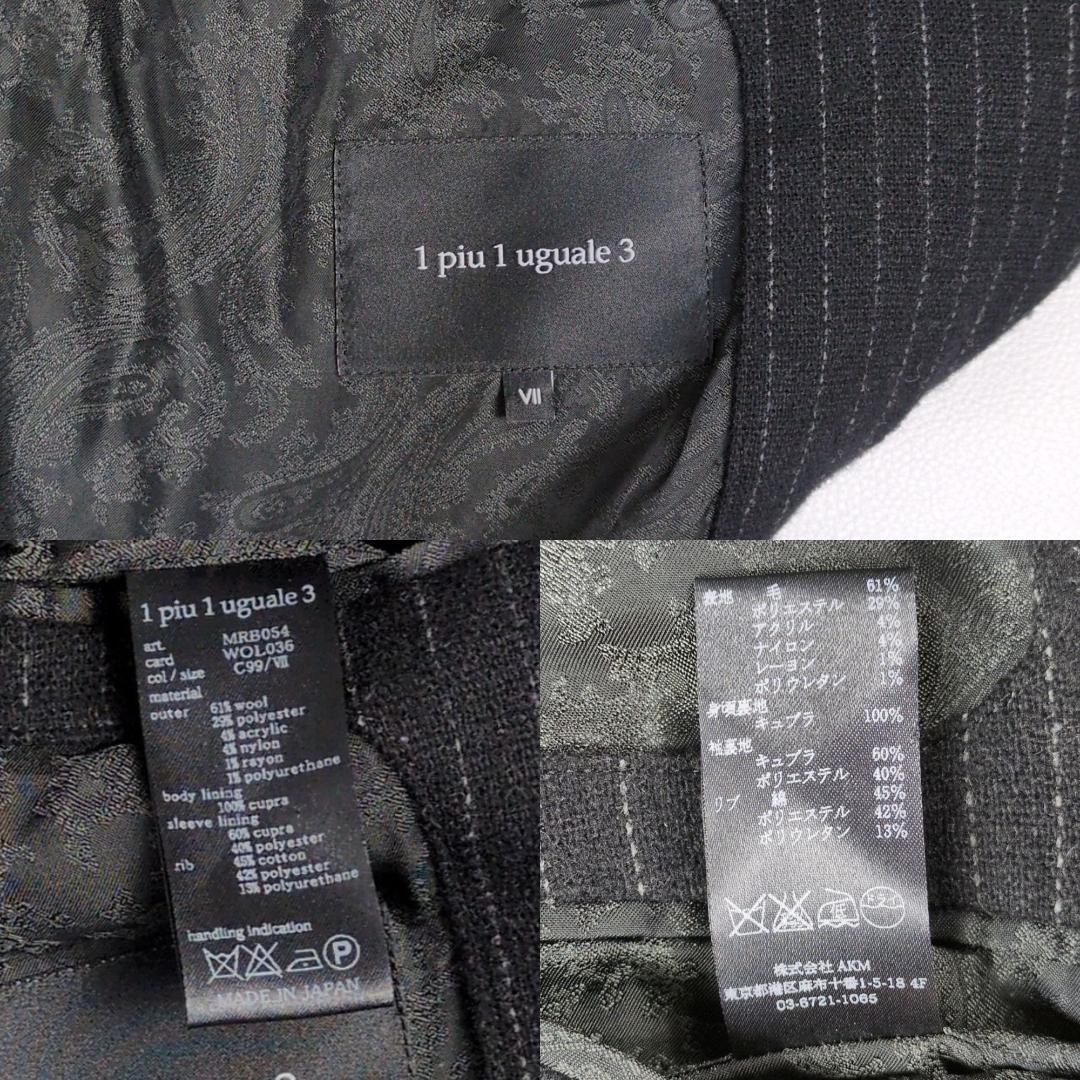 1 piu 1 uguale 3
VII
1 piu 1 uguale 3
art. MRB054
card WOL036
col / size C99/Ⅶ
material
outer 61% wool
29% polyester
4% acrylic
4% nylon
1% rayon
1% polyurethane
body lining
100% cupra
sleeve lining
60% cupra
40% polyester
rib 45% cotton
42% polyester
13% polyurethane
handling indication
P
MADE IN JAPAN
表地 毛 61%
ポリエステル 29%
アクリル 4%
ナイロン 4%
レーヨン 1%
ポリウレタン 1%
身頃裏地
キュプラ 100%
袖裏地
キュプラ 60%
ポリエステル 40%
リブ 綿 45%
ポリエステル 42%
ポリウレタン 13%
ドライ
株式会社 AKM
東京都港区麻布十番1-5-18 4F
03-6721-1065